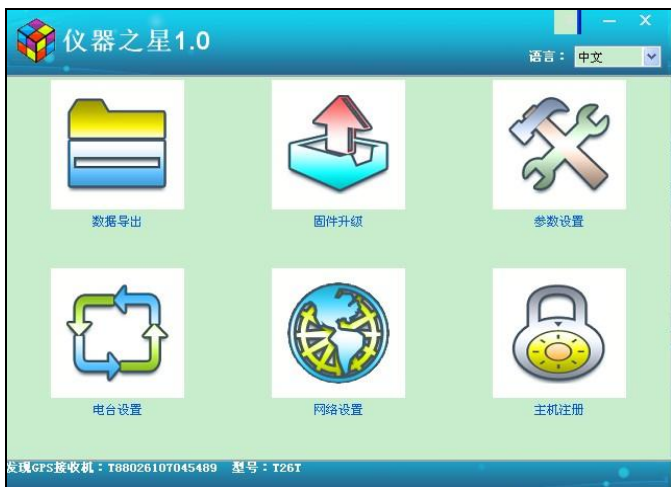 仪器之星1.0
语言： 中文
数据导出 固件升级 参数设置
电台设置 网络设置 主机注册
发现GPS接收机：T88026107045489 型号：T26T